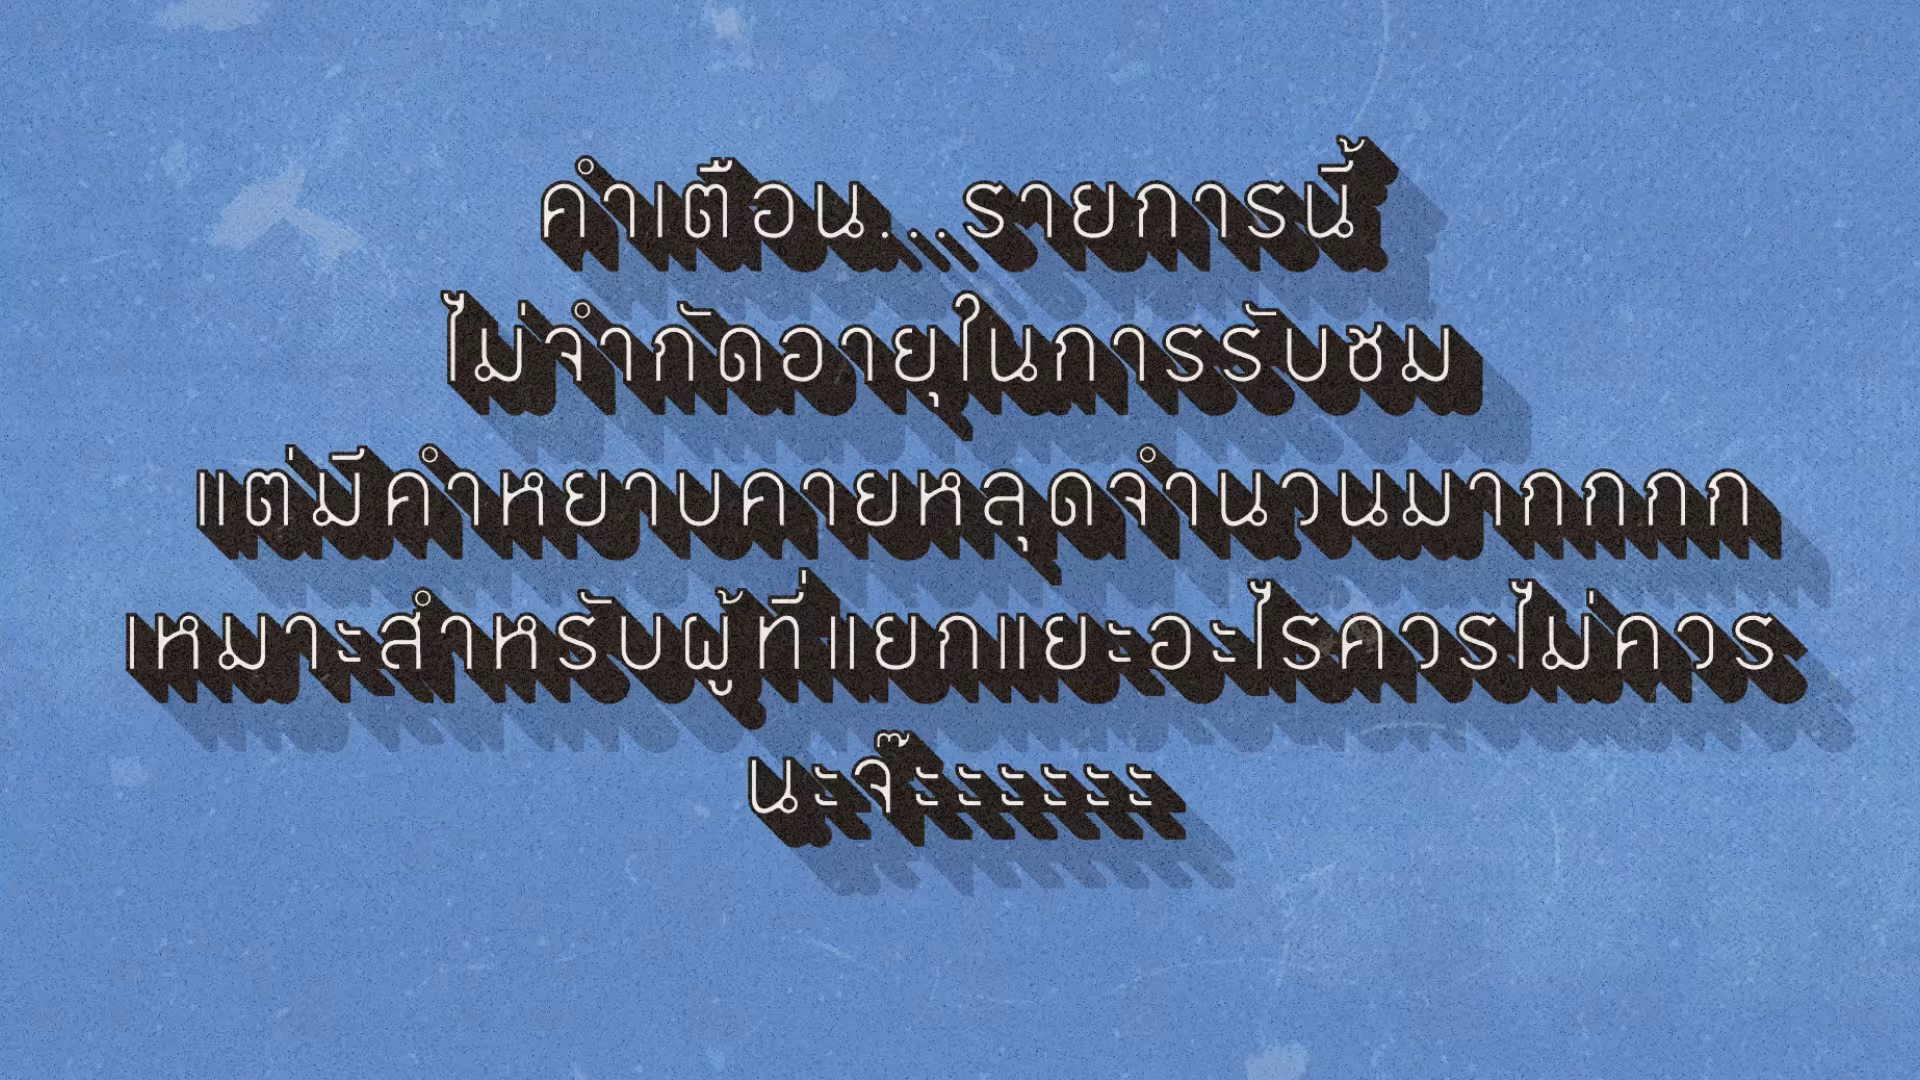 คำเตือน...รายการนี้
ไม่จำกัดอายุในการรับชม
แต่มีคำหยาบคายหลุดจำนวนมากกกก
เหมาะสำหรับผู้ที่แยกแยะอะไรควรไม่ควร
นะจ๊ะะะะะะ